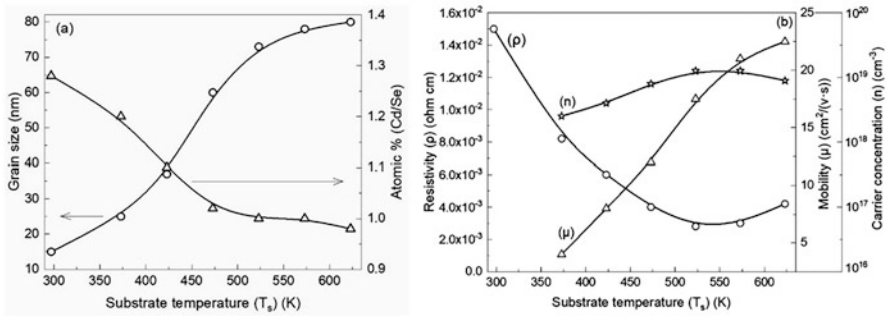 (a)
80
70
60
50
40
30
20
10
Grain size (nm)
1.4
1.3
1.2
1.1
1.0
0.9
Atomic % (Cd/Se)
300 350 400 450 500 550 600
Substrate temperature (Tₛ) (K)
(b)
(ρ)
(n)
(μ)
1.6x10⁻²
1.4x10⁻²
1.2x10⁻²
1.0x10⁻²
8.0x10⁻³
6.0x10⁻³
4.0x10⁻³
2.0x10⁻³
0.0
Resistivity (ρ) (ohm cm)
20
15
10
5
Mobility (μ) (cm²/(v·s))
10²⁰
10¹⁹
10¹⁸
10¹⁷
10¹⁶
Carrier concentration (n) (cm⁻³)
300 350 400 450 500 550 600
Substrate temperature (Tₛ) (K)